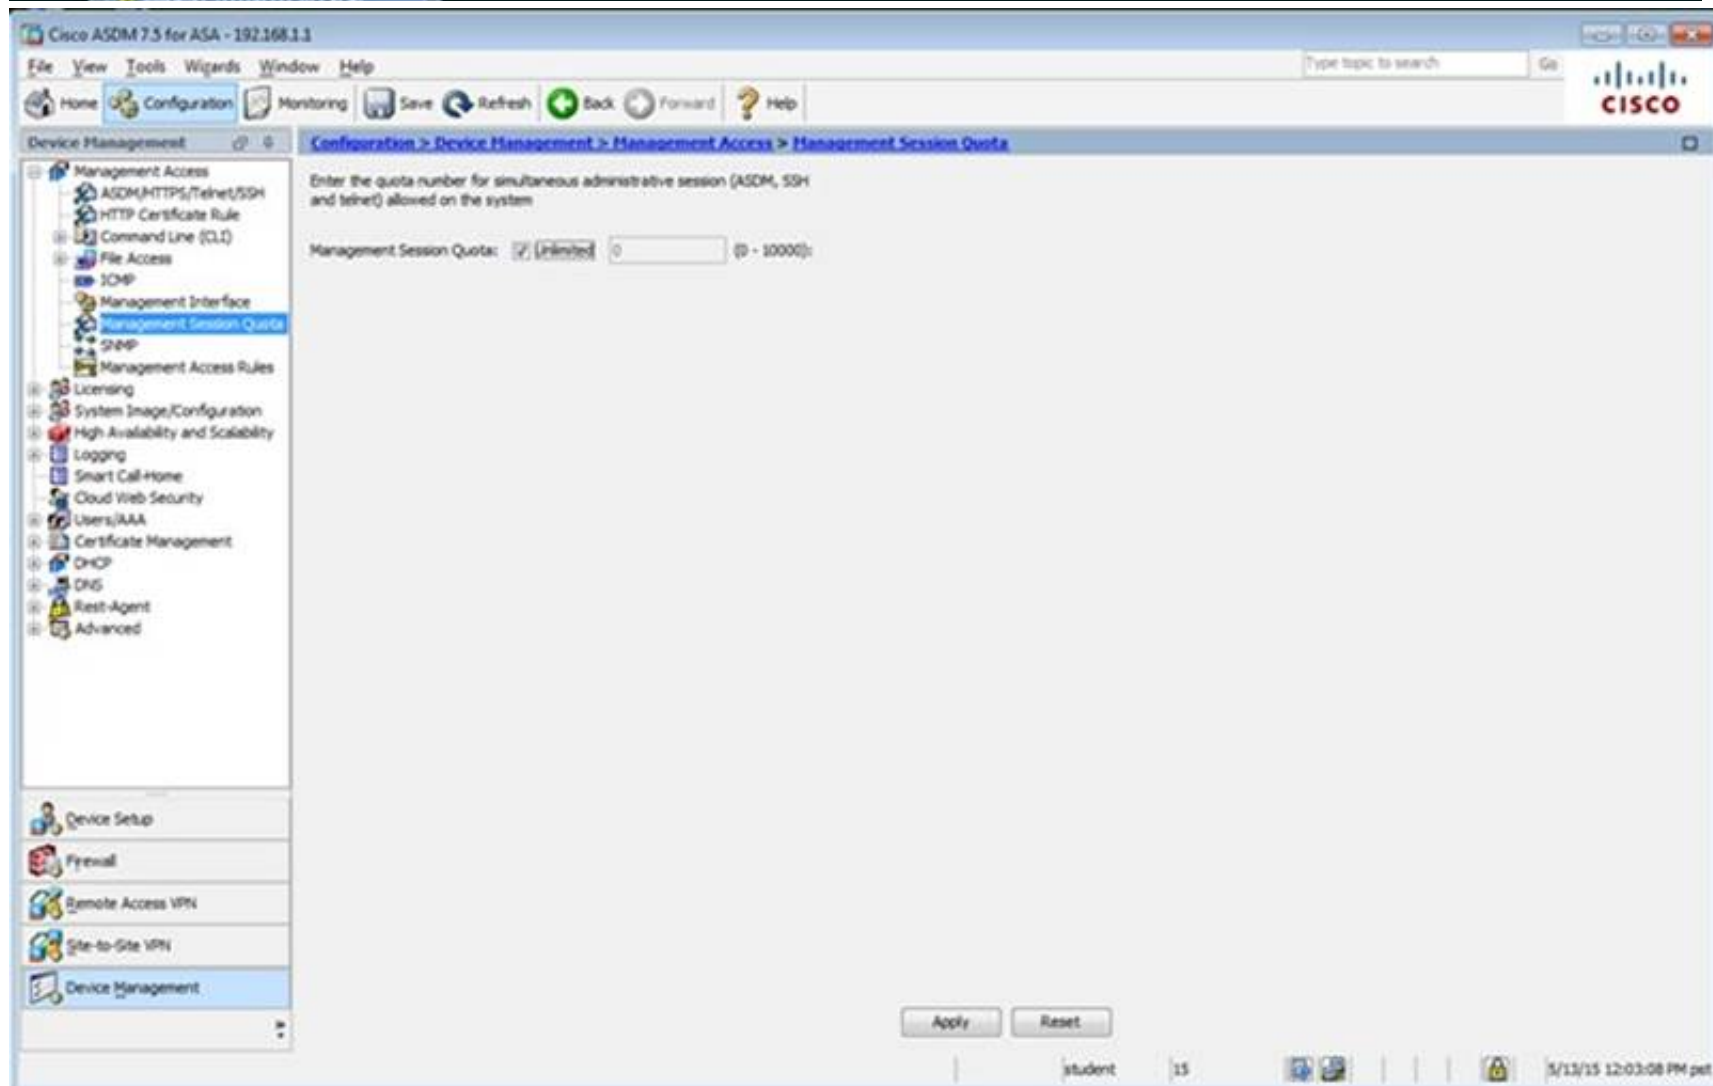 Cisco ASDM 7.5 for ASA - 192.168.1.1
File View Tools Wizards Window Help
Type topic to search Go
Home Configuration Monitoring Save Refresh Back Forward Help
CISCO
Device Management
Configuration > Device Management > Management Access > Management Session Quota
Management Access
ASDM/HTTPS/Telnet/SSH
HTTP Certificate Rule
Command Line (CLI)
File Access
ICMP
Management Interface
Management Session Quota
SNMP
Management Access Rules
Licensing
System Image/Configuration
High Availability and Scalability
Logging
Smart Call-Home
Cloud Web Security
Users/AAA
Certificate Management
DHCP
DNS
Rest-Agent
Advanced
Enter the quota number for simultaneous administrative session (ASDM, SSH
and telnet) allowed on the system
Management Session Quota: Unlimited 0 (0 - 10000):
Device Setup
Firewall
Remote Access VPN
Site-to-Site VPN
Device Management
Apply Reset
student 15 5/13/15 12:03:08 PM pst